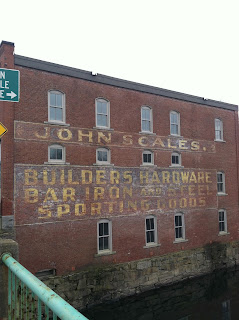 JOHN SCALES.
BUILDERS HARDWARE
BAR IRON AND STEEL
SPORTING GOODS